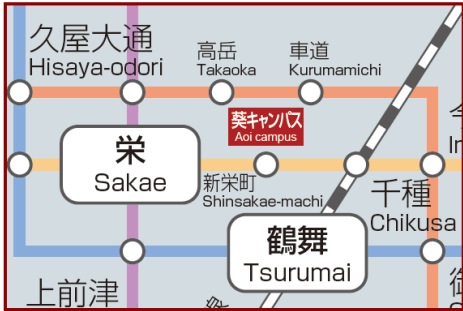 久屋大通
Hisaya-odori
高岳
Takaoka
車道
Kurumamichi
葵キャンパス
Aoi campus
栄
Sakae
新栄町
Shinsakae-machi
千種
Chikusa
鶴舞
Tsurumai
上前津